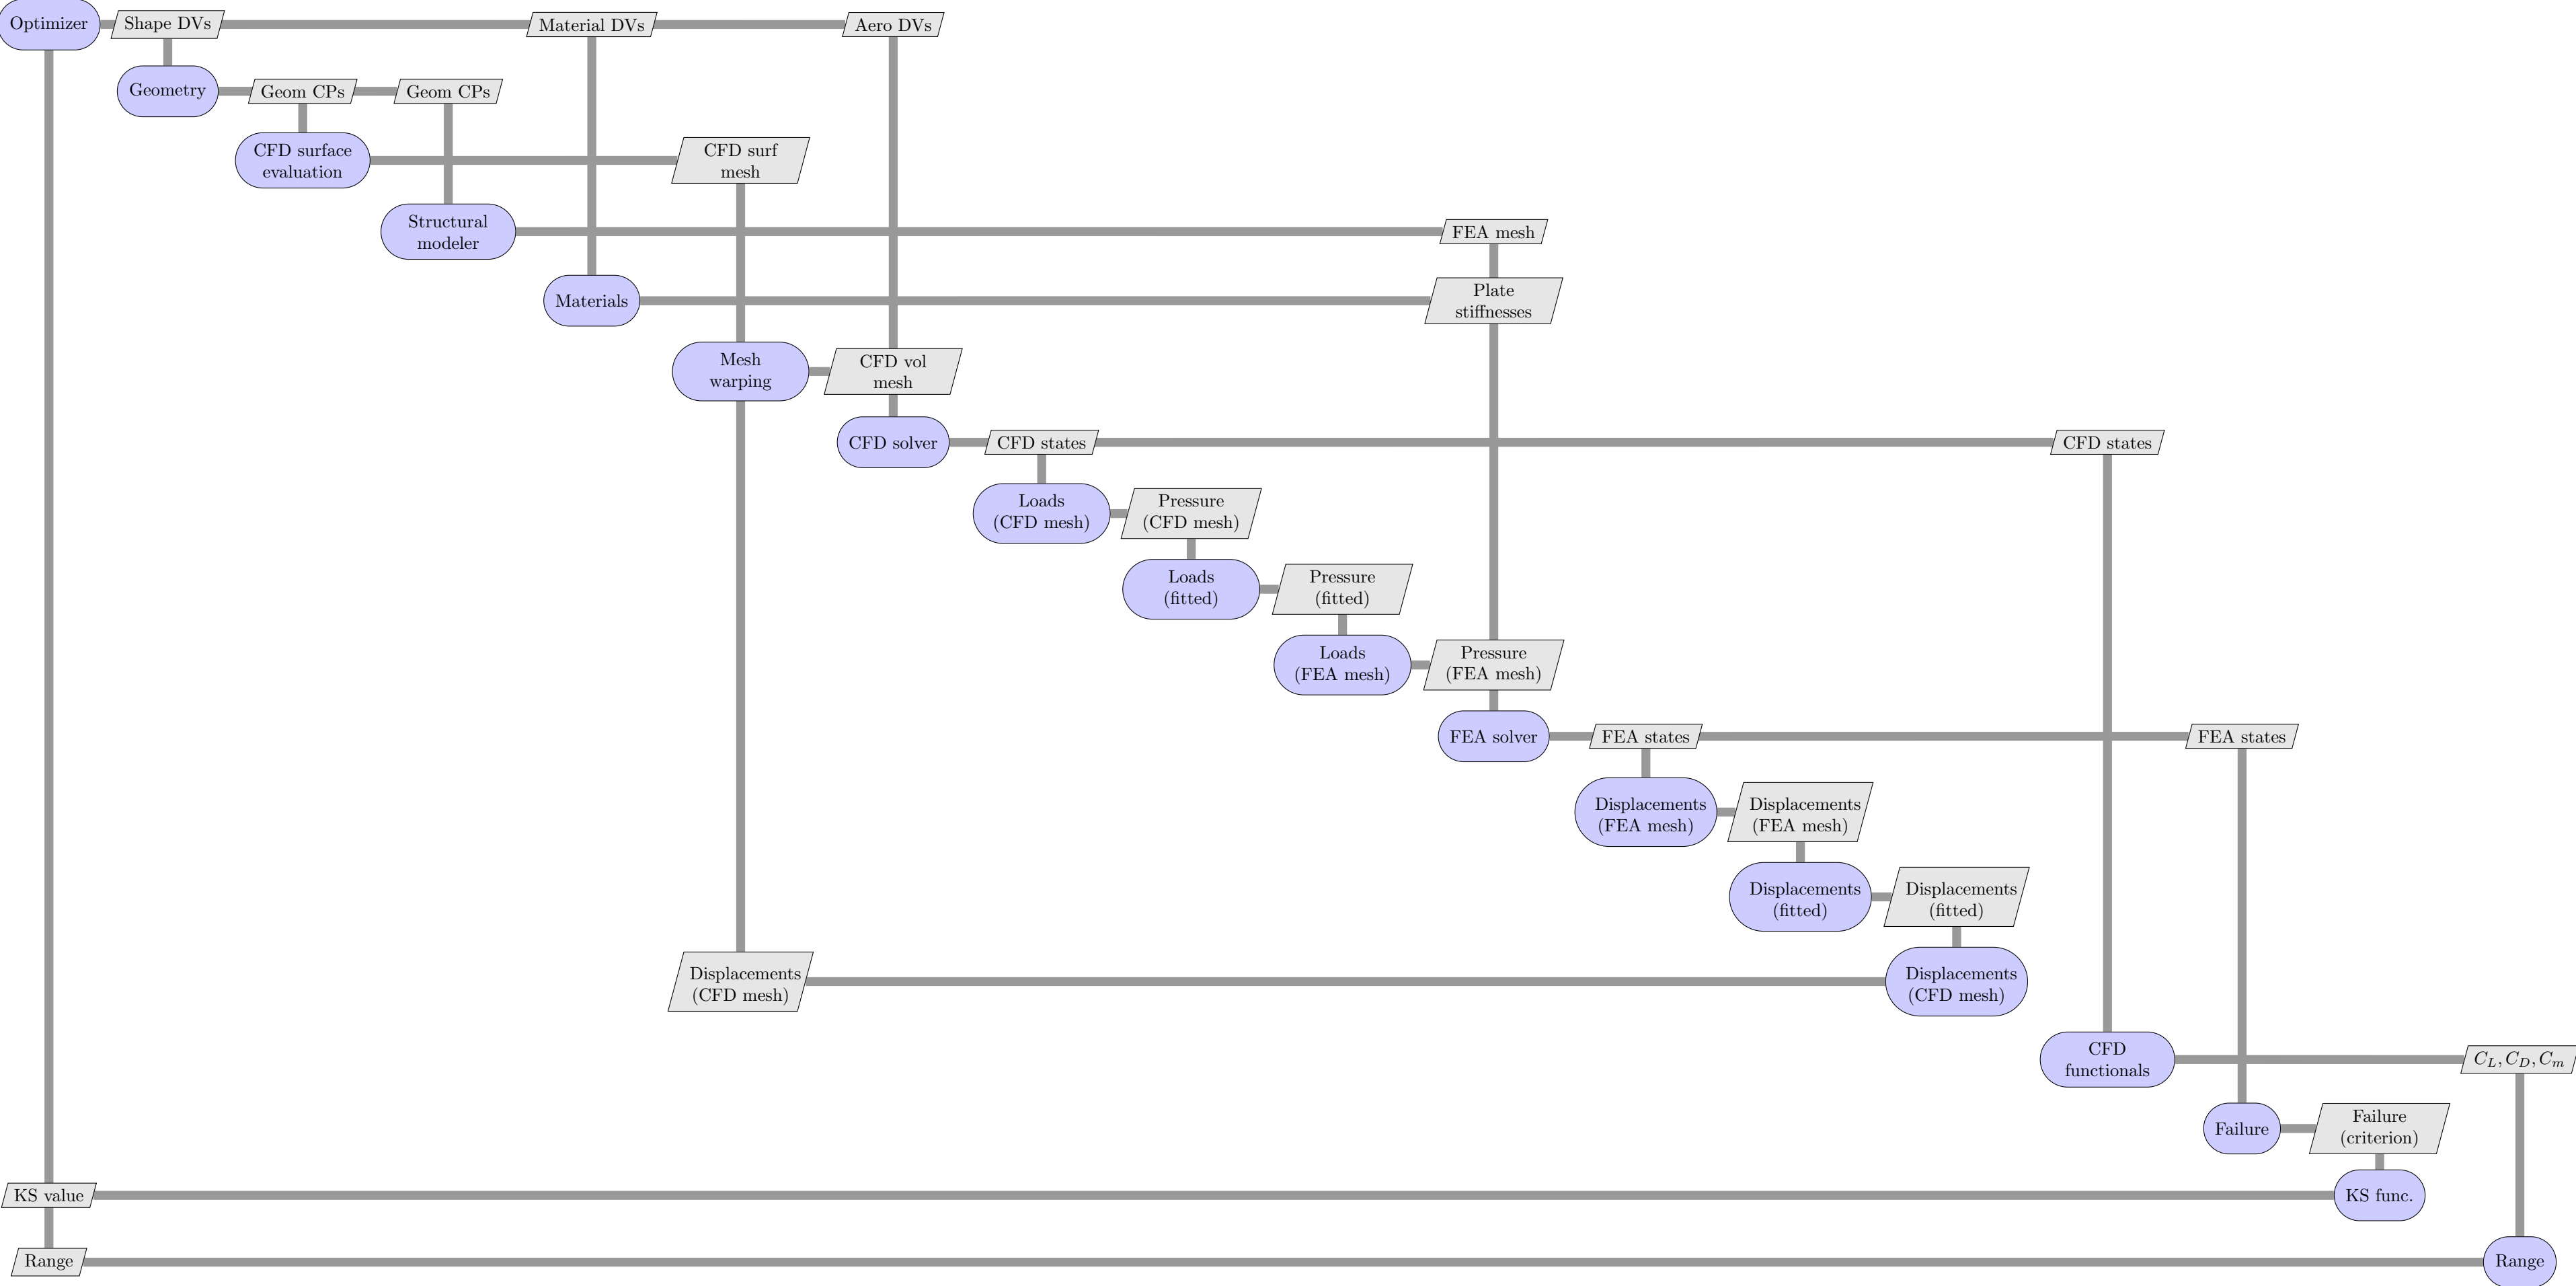 Optimizer
Shape DVs
Material DVs
Aero DVs
Geometry
Geom CPs
Geom CPs
CFD surface
evaluation
CFD surf
mesh
Structural
modeler
FEA mesh
Materials
Plate
stiffnesses
Mesh
warping
CFD vol
mesh
CFD solver
CFD states
CFD states
Loads
(CFD mesh)
Pressure
(CFD mesh)
Loads
(fitted)
Pressure
(fitted)
Loads
(FEA mesh)
Pressure
(FEA mesh)
FEA solver
FEA states
FEA states
Displacements
(FEA mesh)
Displacements
(FEA mesh)
Displacements
(fitted)
Displacements
(fitted)
Displacements
(CFD mesh)
Displacements
(CFD mesh)
CFD
functionals
C_L, C_D, C_m
Failure
Failure
(criterion)
KS value
KS func.
Range
Range